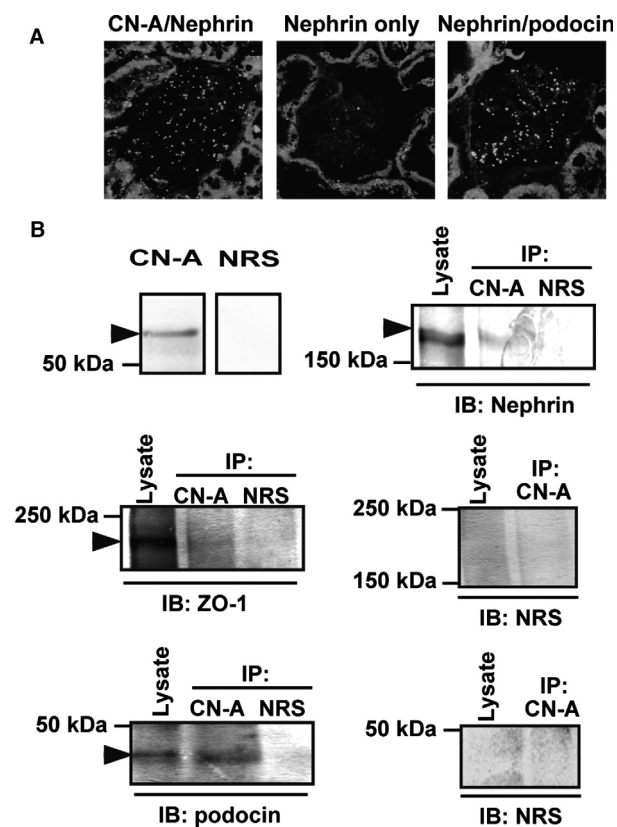 A
CN-A/Nephrin
Nephrin only
Nephrin/podocin
B
CN-A NRS
50 kDa
Lysate
IP:
CN-A NRS
150 kDa
IB: Nephrin
Lysate
IP:
CN-A NRS
250 kDa
IB: ZO-1
Lysate
IP:
CN-A
250 kDa
150 kDa
IB: NRS
Lysate
IP:
CN-A NRS
50 kDa
IB: podocin
Lysate
IP:
CN-A
50 kDa
IB: NRS